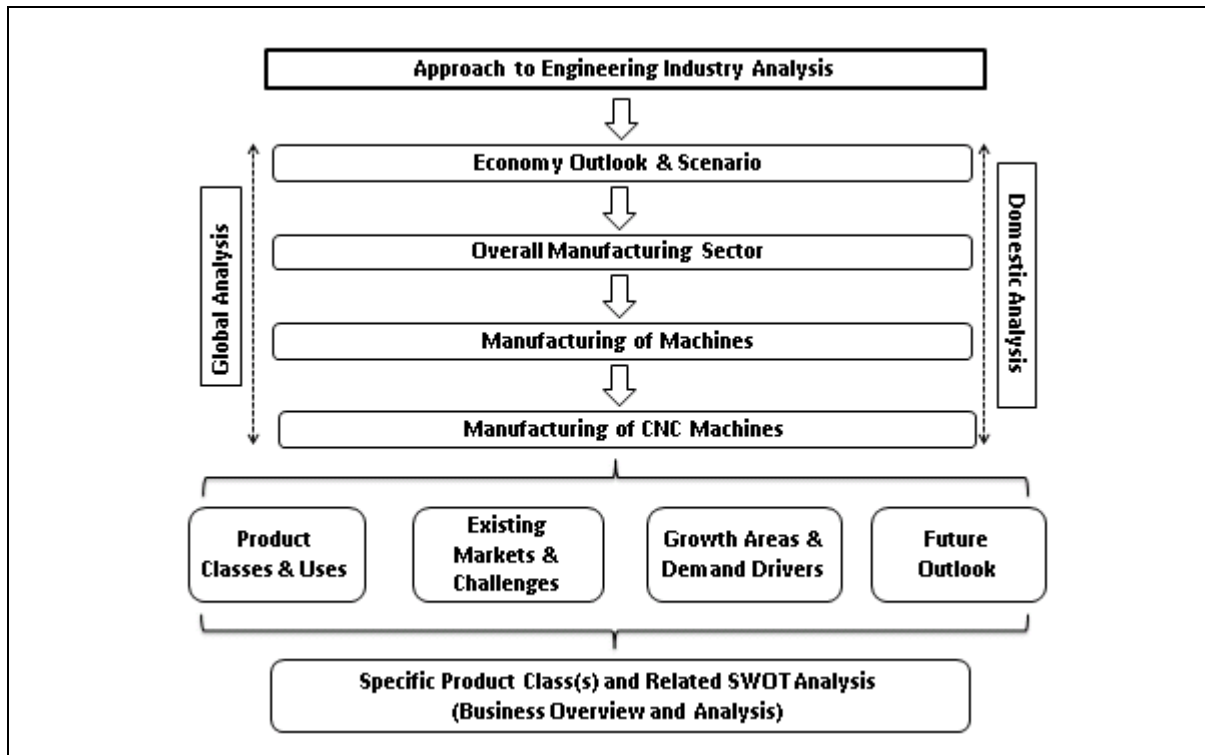 Approach to Engineering Industry Analysis
Economy Outlook & Scenario
Overall Manufacturing Sector
Manufacturing of Machines
Manufacturing of CNC Machines
Global Analysis
Domestic Analysis
Product
Classes & Uses
Existing
Markets &
Challenges
Growth Areas &
Demand Drivers
Future
Outlook
Specific Product Class(s) and Related SWOT Analysis
(Business Overview and Analysis)